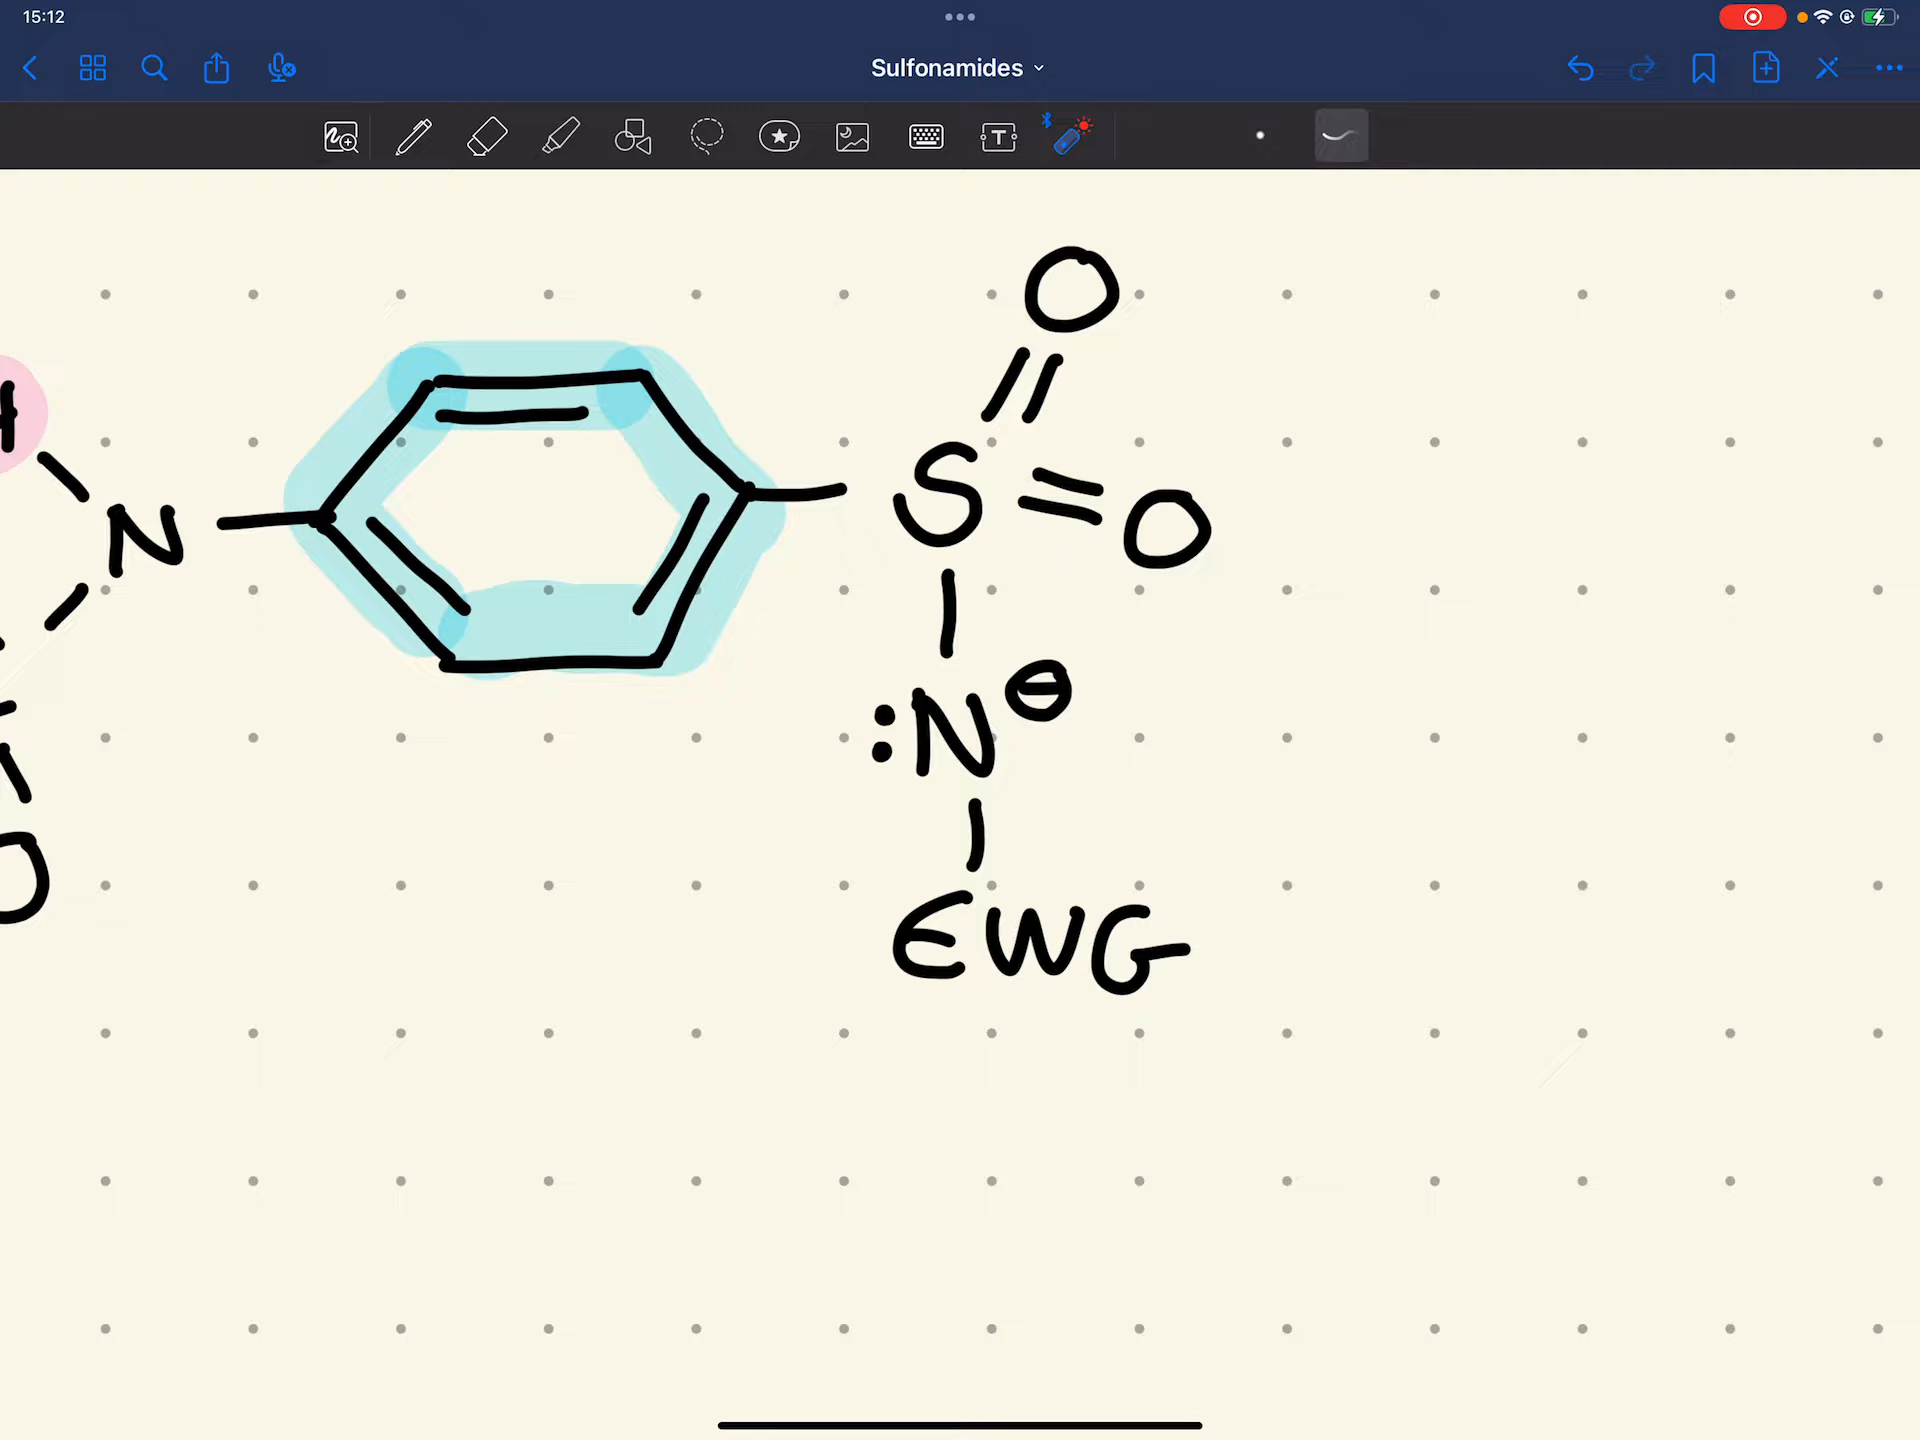 15:12
Sulfonamides
T
O
H
S = O
N
:N⊖
O
EWG